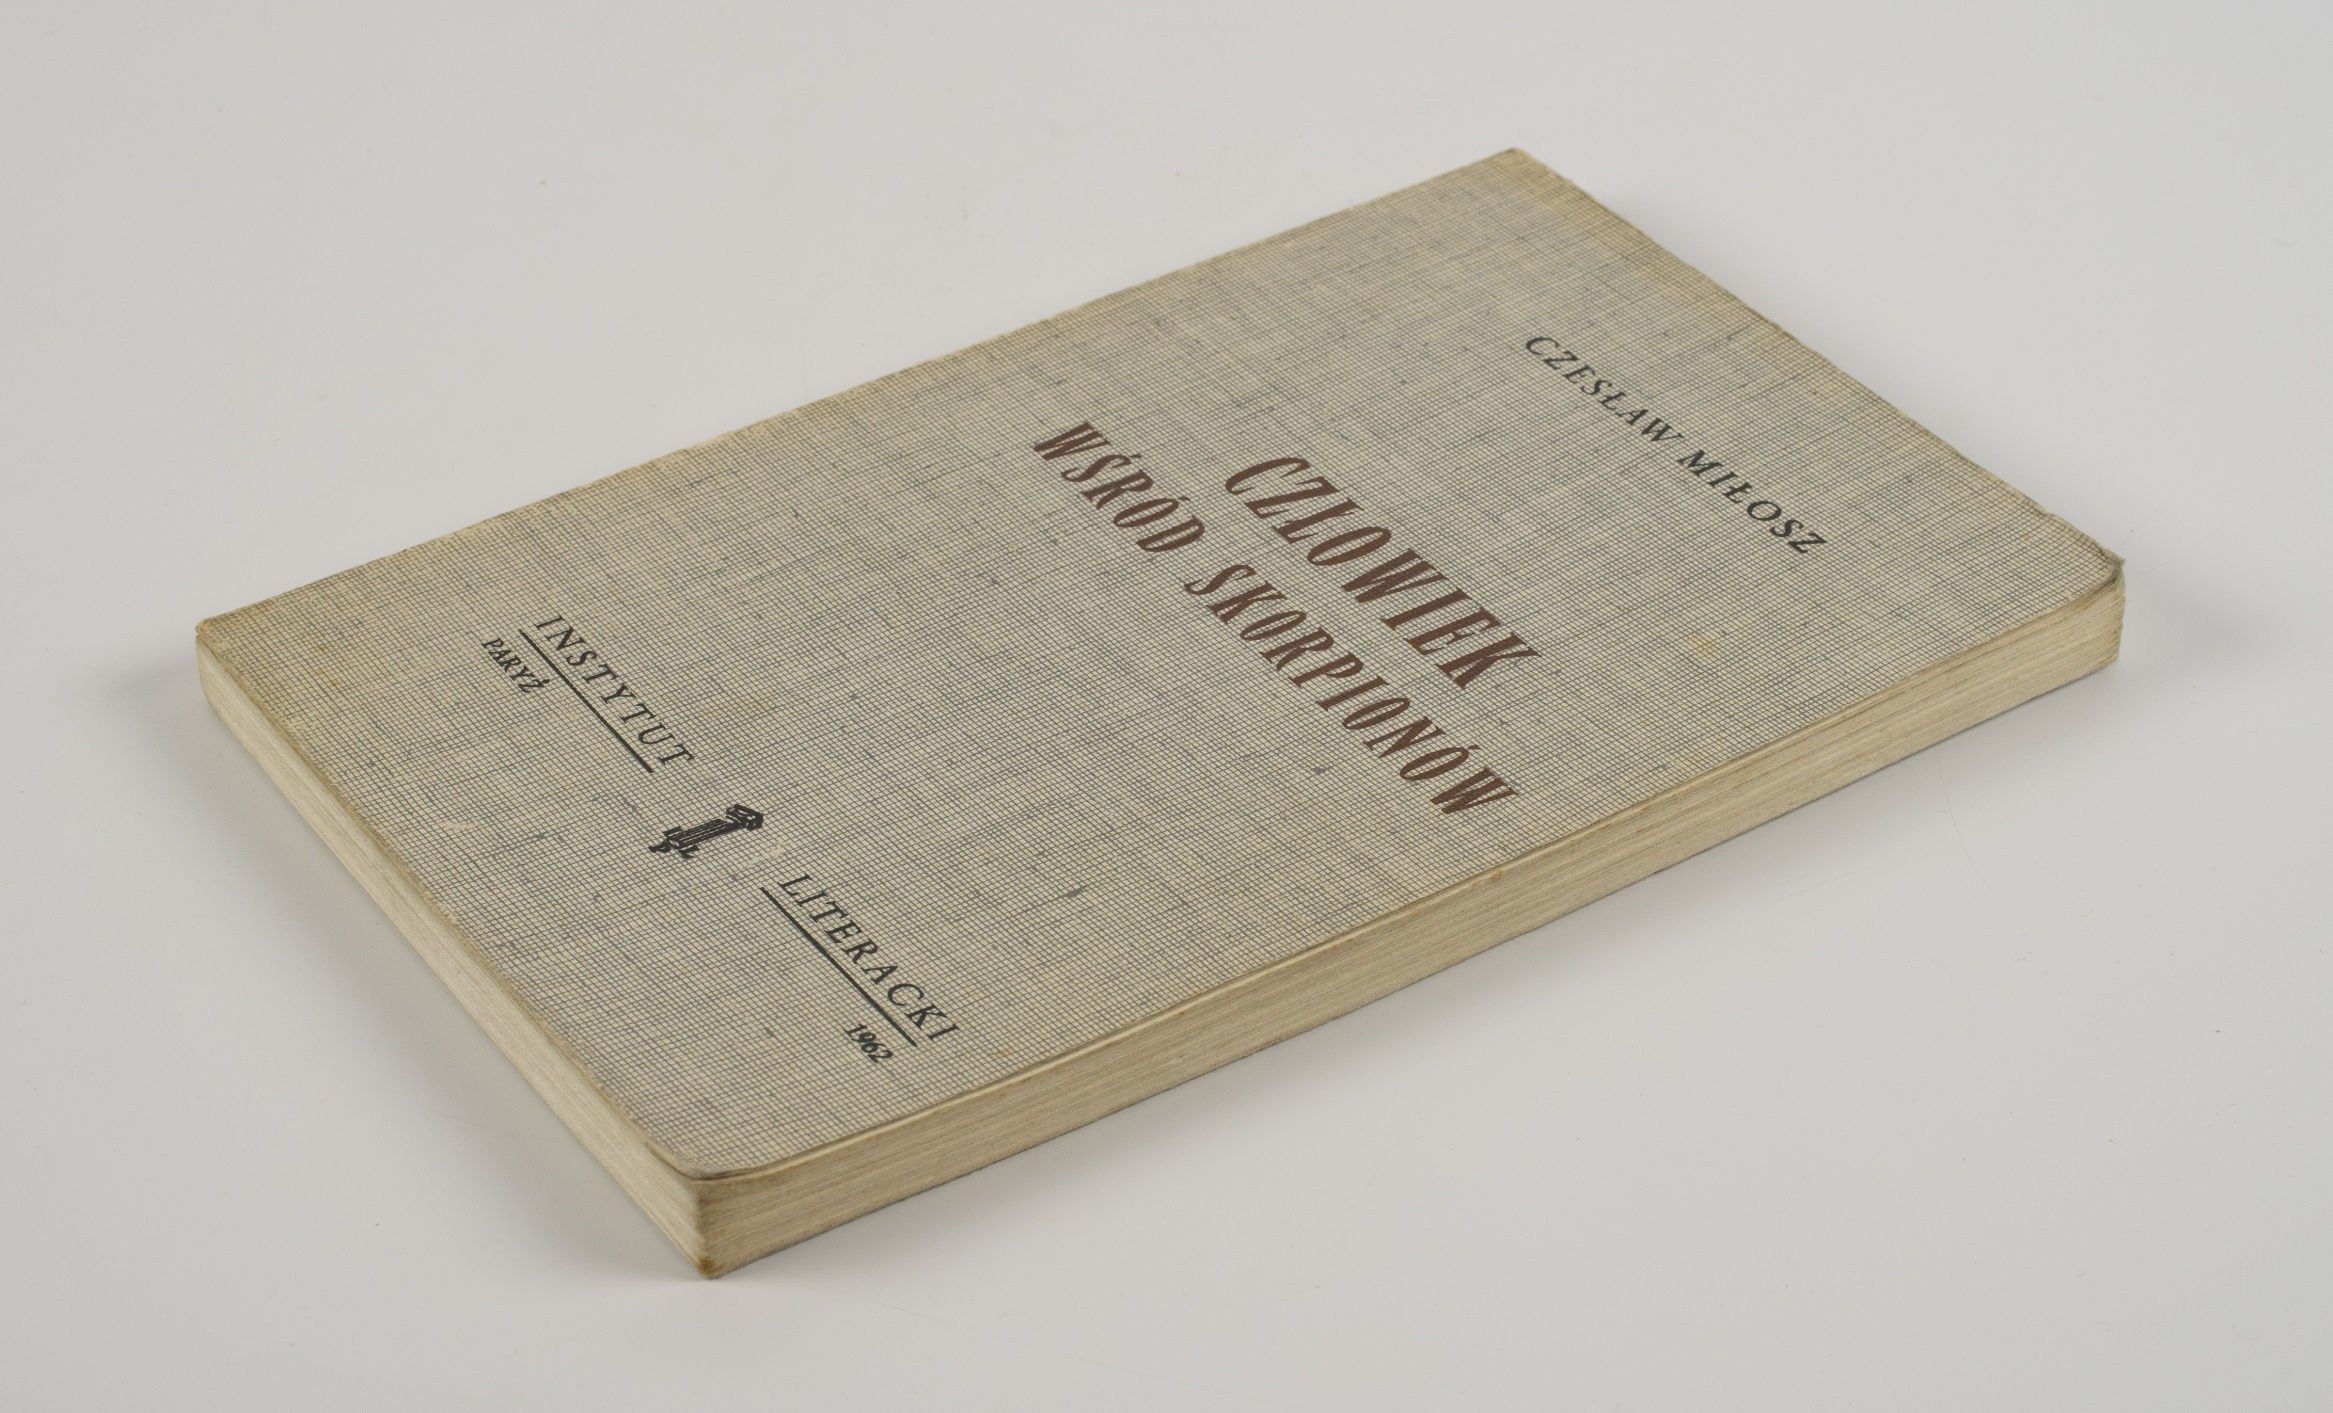 CZESŁAW MIŁOSZ
CZŁOWIEK
WŚRÓD SKORPIONÓW
INSTYTUT LITERACKI
PARYŻ 1962